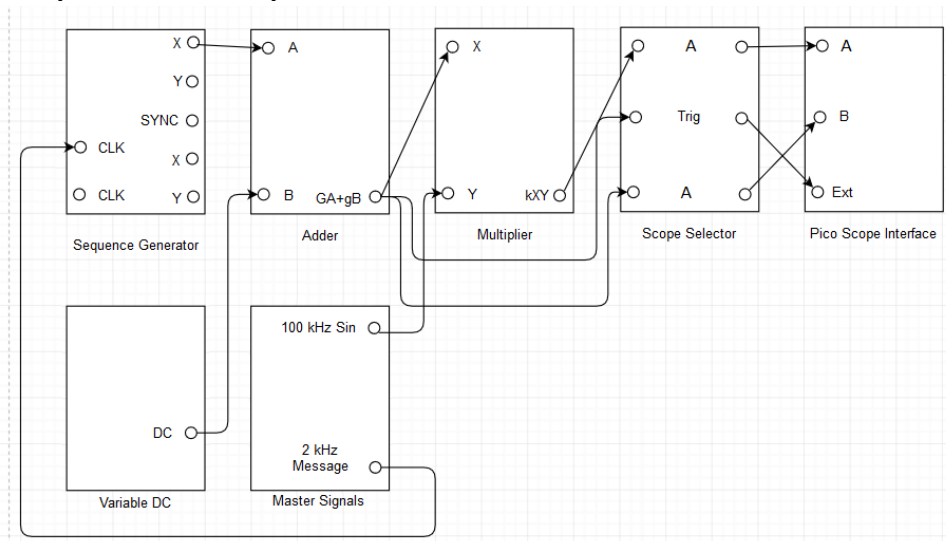 X
Y
SYNC
CLK
X
CLK
Y
Sequence Generator
A
B
GA+gB
Adder
X
Y
kXY
Multiplier
A
Trig
A
Scope Selector
A
B
Ext
Pico Scope Interface
DC
Variable DC
100 kHz Sin
2 kHz
Message
Master Signals